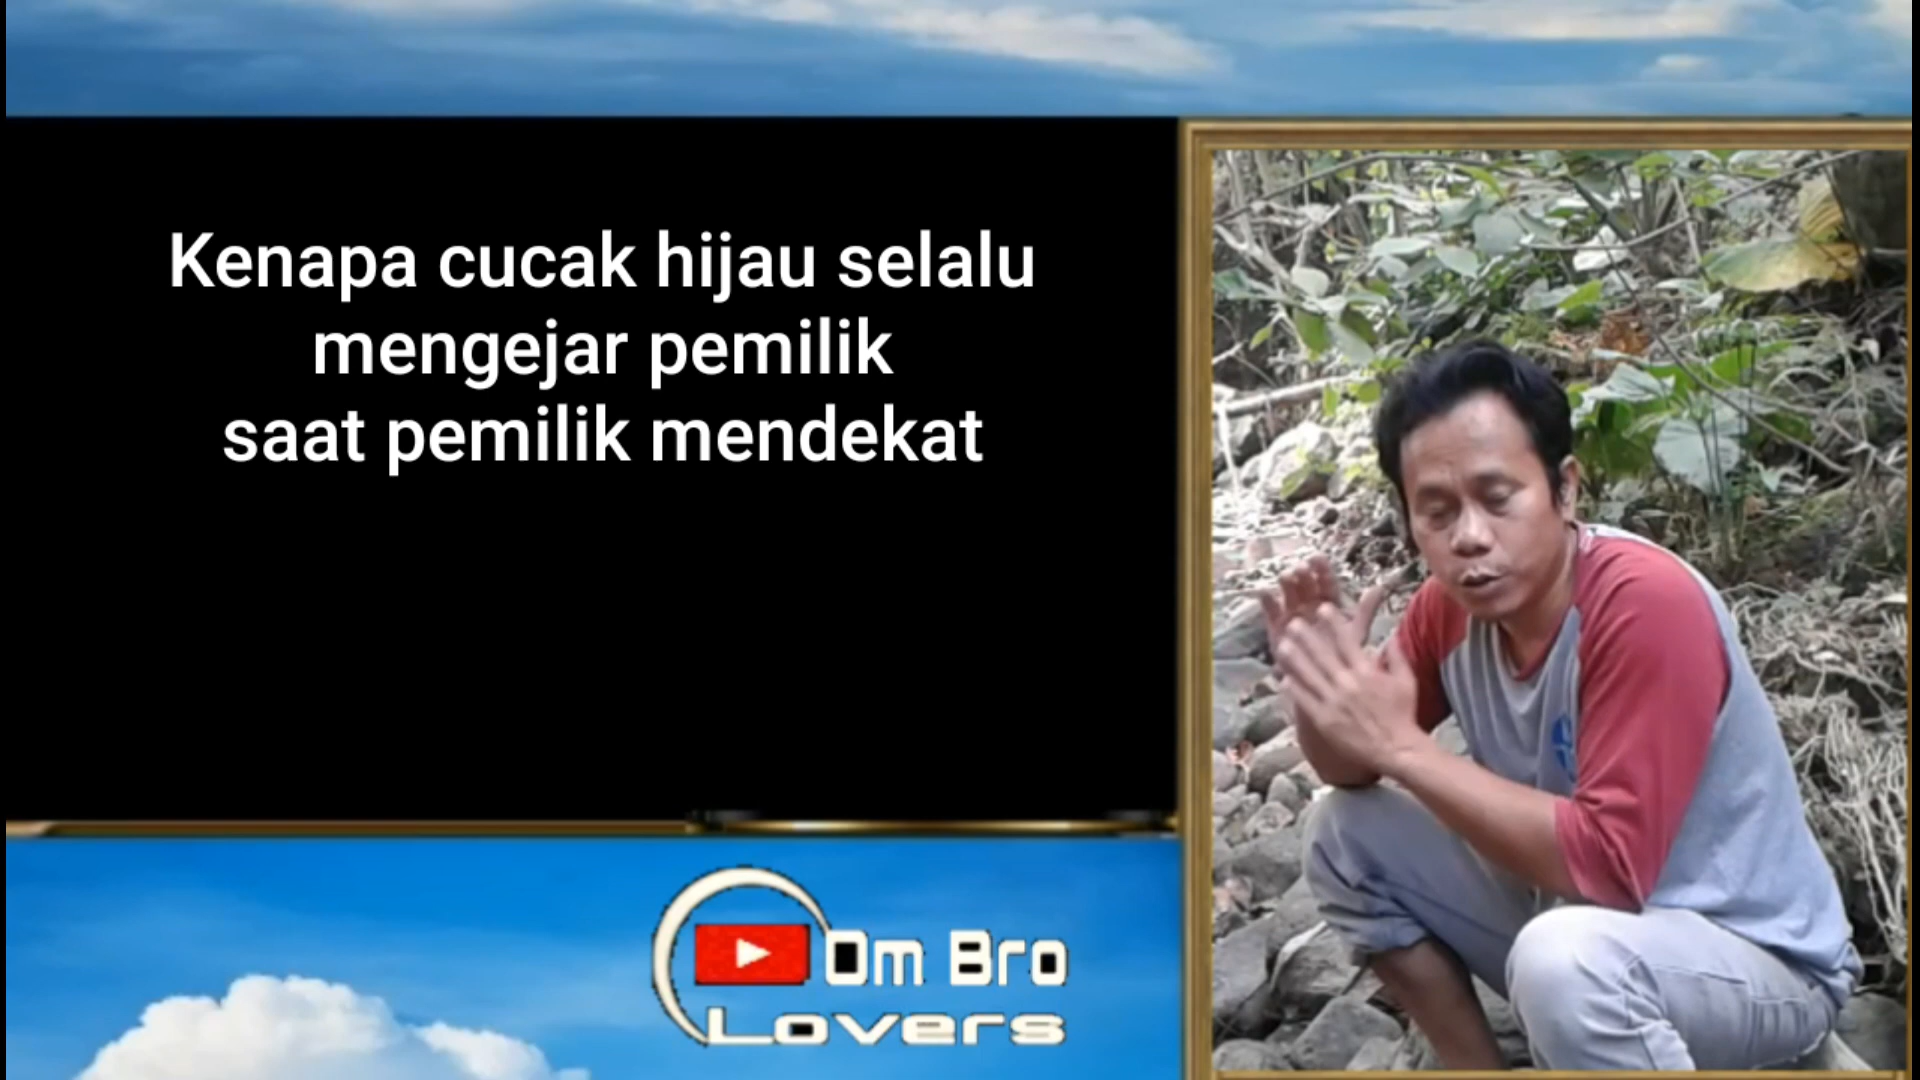 Kenapa cucak hijau selalu
mengejar pemilik
saat pemilik mendekat
Om Bro
Lovers